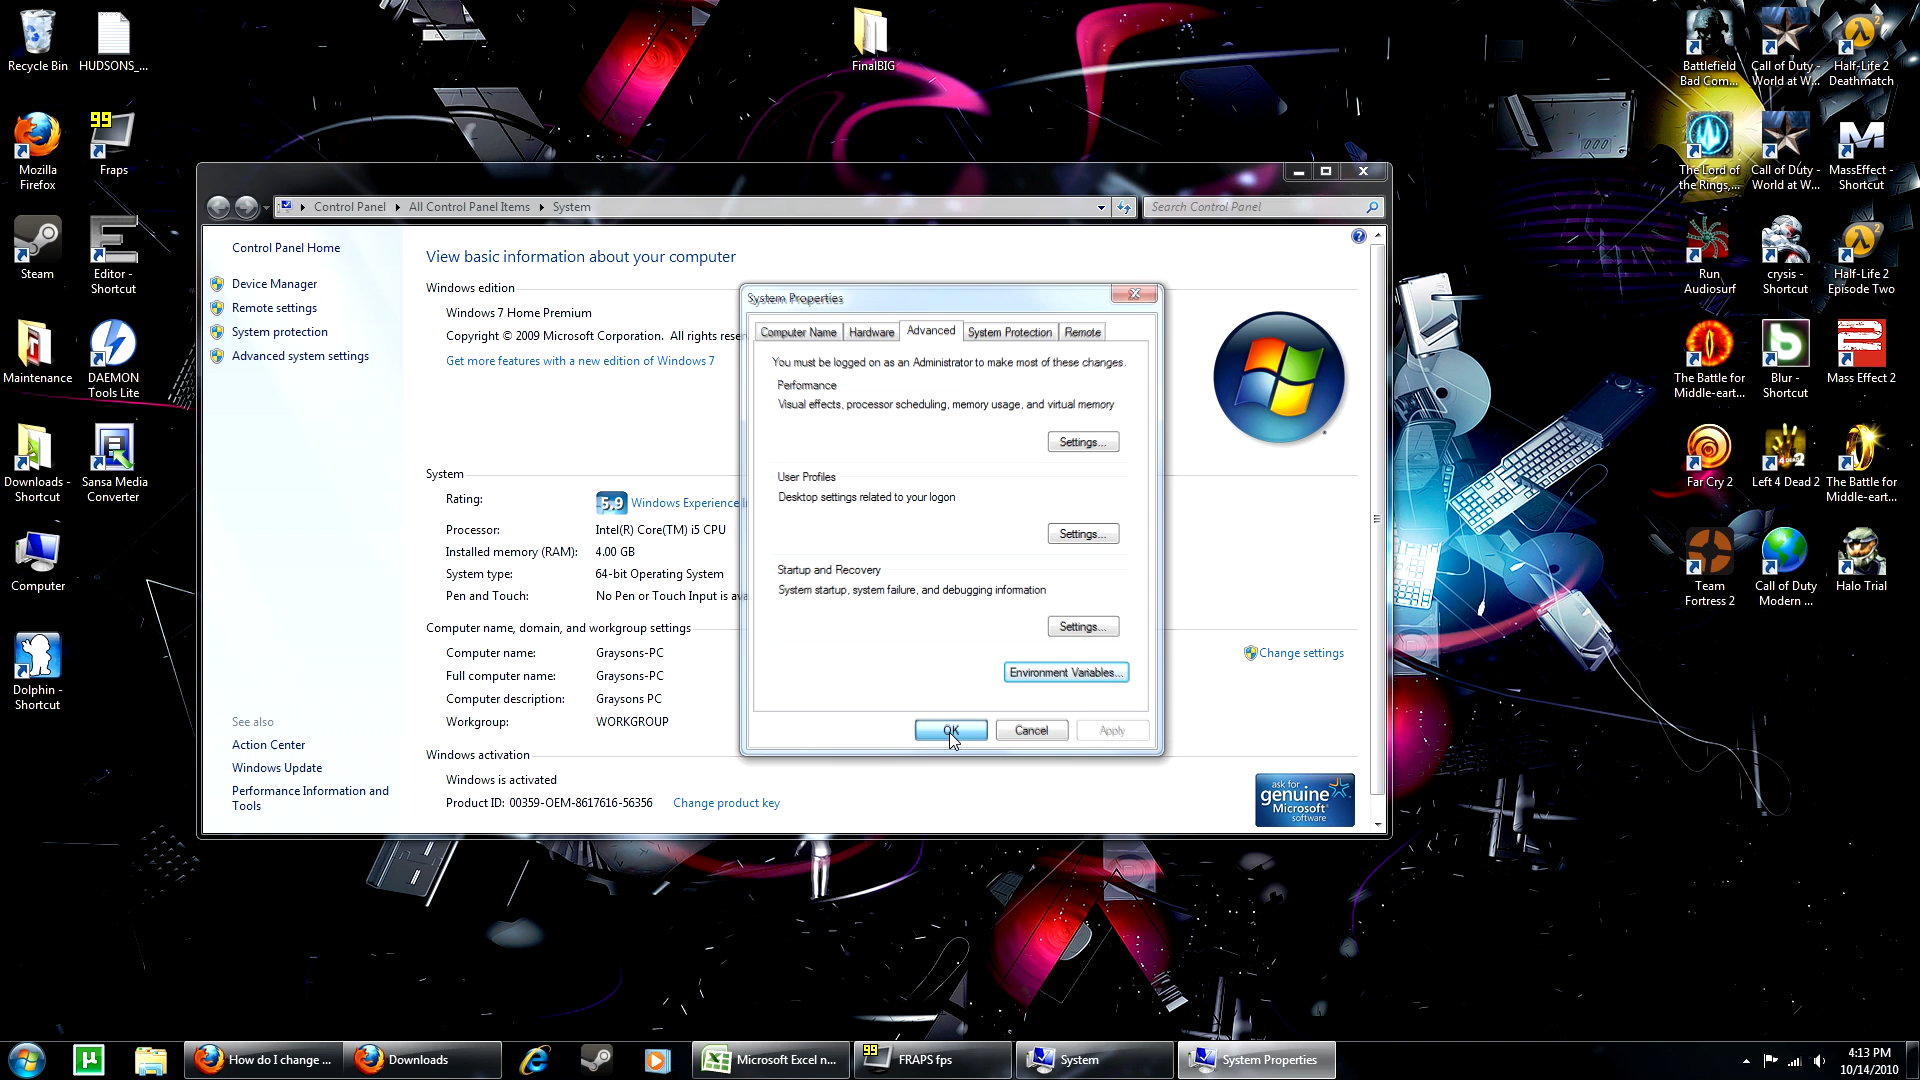 Recycle Bin
HUDSONS_...
Mozilla
Firefox
99
Fraps
Steam
Editor -
Shortcut
Maintenance
DAEMON
Tools Lite
Downloads -
Shortcut
Sansa Media
Converter
Computer
Dolphin -
Shortcut
FinalBIG
Battlefield
Bad Com...
Call of Duty -
World at W...
Half-Life 2
Deathmatch
The Lord of
the Rings,...
Call of Duty -
World at W...
MassEffect -
Shortcut
Run
Audiosurf
crysis -
Shortcut
Half-Life 2
Episode Two
The Battle for
Middle-eart...
Blur -
Shortcut
Mass Effect 2
Far Cry 2
Left 4 Dead 2
The Battle for
Middle-eart...
Team
Fortress 2
Call of Duty
Modern ...
Halo Trial
Control Panel
All Control Panel Items
System
Search Control Panel
Control Panel Home
Device Manager
Remote settings
System protection
Advanced system settings
See also
Action Center
Windows Update
Performance Information and
Tools
View basic information about your computer
Windows edition
Windows 7 Home Premium
Copyright © 2009 Microsoft Corporation. All rights rese
Get more features with a new edition of Windows 7
System
Rating:
5.9 Windows Experience I
Processor: Intel(R) Core(TM) i5 CPU
Installed memory (RAM): 4.00 GB
System type: 64-bit Operating System
Pen and Touch: No Pen or Touch Input is ava
Computer name, domain, and workgroup settings
Computer name: Graysons-PC
Change settings
Full computer name: Graysons-PC
Computer description: Graysons PC
Workgroup: WORKGROUP
Windows activation
Windows is activated
Product ID: 00359-OEM-8617616-56356 Change product key
ask for
genuine
Microsoft
software
System Properties
Computer Name
Hardware
Advanced
System Protection
Remote
You must be logged on as an Administrator to make most of these changes.
Performance
Visual effects, processor scheduling, memory usage, and virtual memory
Settings...
User Profiles
Desktop settings related to your logon
Settings...
Startup and Recovery
System startup, system failure, and debugging information
Settings...
Environment Variables...
OK
Cancel
Apply
How do I change ...
Downloads
Microsoft Excel n...
99
FRAPS fps
System
System Properties
4:13 PM
10/14/2010